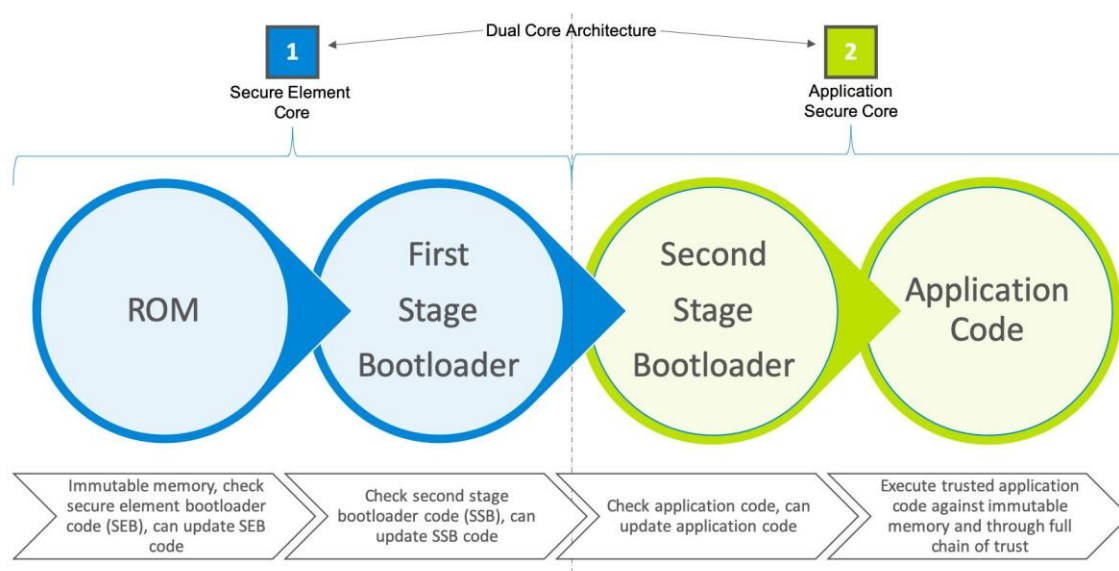 Dual Core Architecture
1
2
Secure Element
Core
Application
Secure Core
ROM
First
Stage
Bootloader
Second
Stage
Bootloader
Application
Code
Immutable memory, check
secure element bootloader
code (SEB), can update SEB
code
Check second stage
bootloader code (SSB), can
update SSB code
Check application code, can
update application code
Execute trusted application
code against immutable
memory and through full
chain of trust